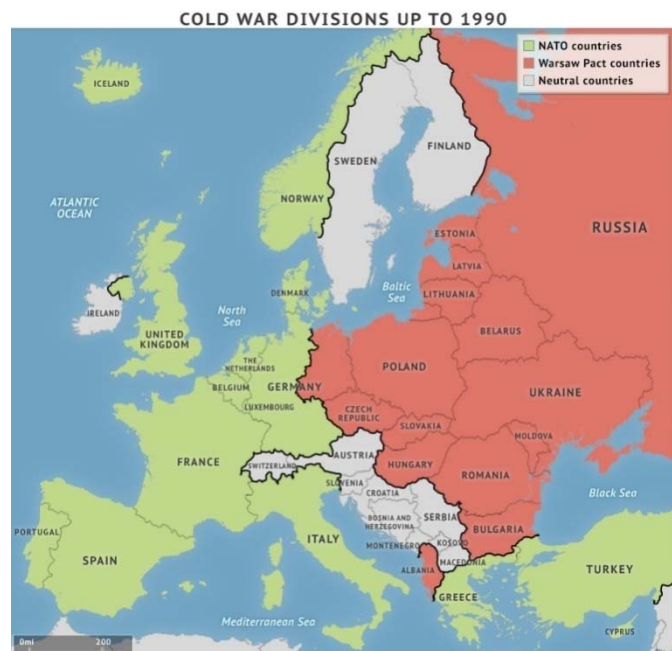 COLD WAR DIVISIONS UP TO 1990
NATO countries
Warsaw Pact countries
Neutral countries
ICELAND
FINLAND
SWEDEN
NORWAY
ATLANTIC
OCEAN
RUSSIA
ESTONIA
LATVIA
Baltic
Sea
DENMARK
LITHUANIA
North
Sea
IRELAND
UNITED
KINGDOM
BELARUS
THE
NETHERLANDS
POLAND
BELGIUM
GERMANY
UKRAINE
LUXEMBOURG
CZECH
REPUBLIC
SLOVAKIA
MOLDOVA
AUSTRIA
FRANCE
SWITZERLAND
HUNGARY
ROMANIA
SLOVENIA
CROATIA
Black Sea
BOSNIA AND
HERZEGOVINA
SERBIA
PORTUGAL
SPAIN
ITALY
MONTENEGRO
KOSOVO
BULGARIA
MACEDONIA
ALBANIA
TURKEY
GREECE
Mediterranean Sea
CYPRUS
0mi 200